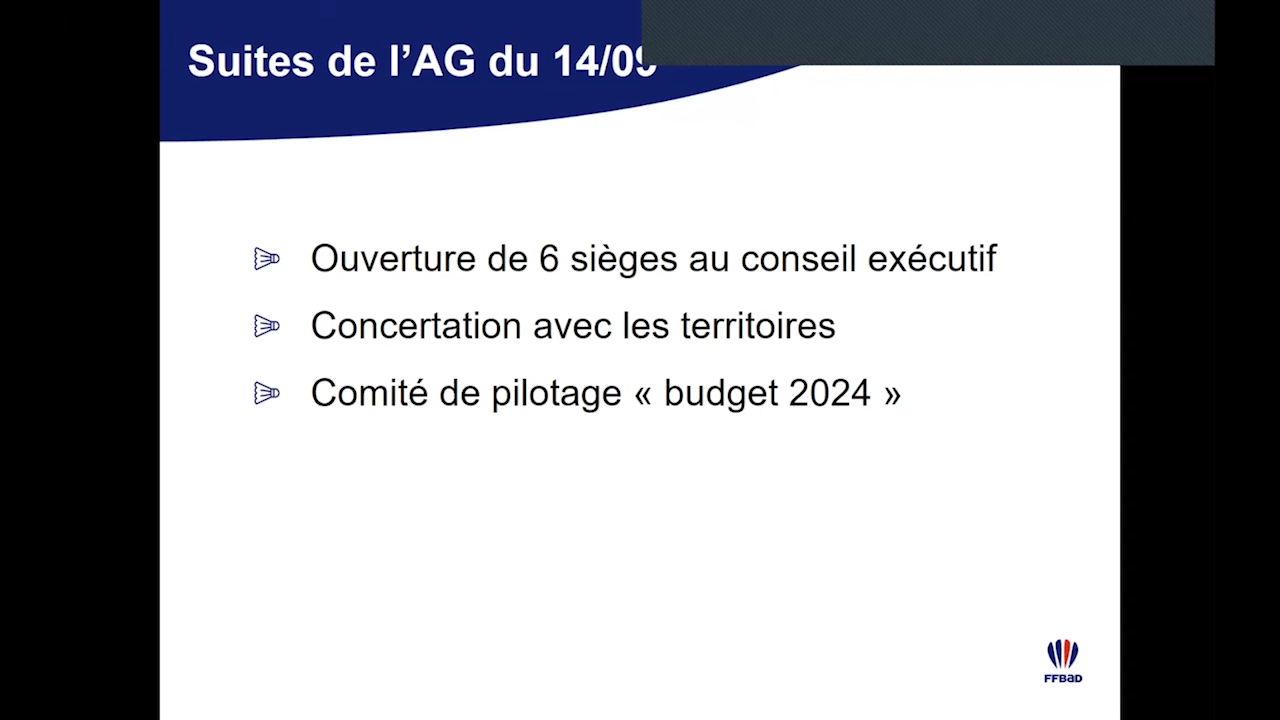 Suites de l’AG du 14/09
Ouverture de 6 sièges au conseil exécutif
Concertation avec les territoires
Comité de pilotage « budget 2024 »
FFBaD